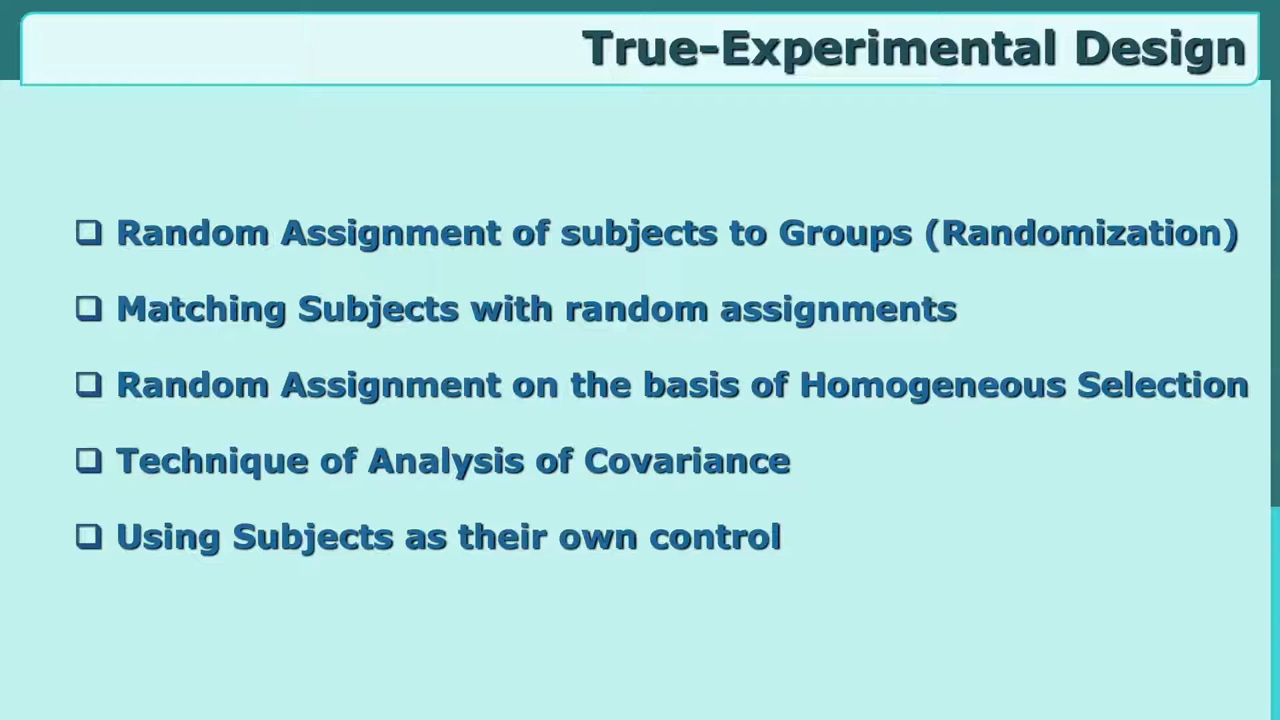 True-Experimental Design
❑ Random Assignment of subjects to Groups (Randomization)
❑ Matching Subjects with random assignments
❑ Random Assignment on the basis of Homogeneous Selection
❑ Technique of Analysis of Covariance
❑ Using Subjects as their own control